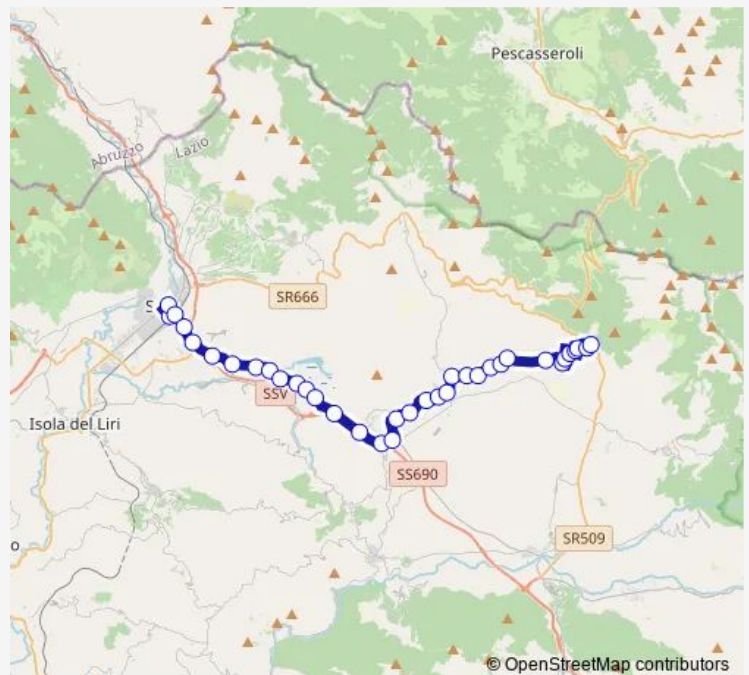 Pescasseroli
Abruzzo
Lazio
SR666
S
SSV
Isola del Liri
SS690
o
SR509
© OpenStreetMap contributors